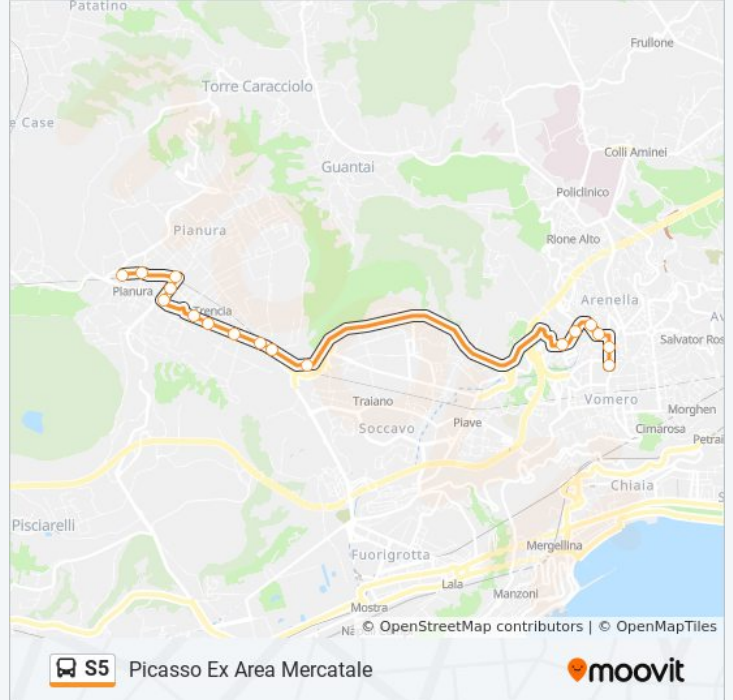 Patatino
Frullone
Torre Caracciolo
e Case
Colli Aminei
Guantai
Policlinico
Pianura
Rione Alto
Pianura
Arenella
Trencia
Av
Salvator Ros
Traiano
Vomero
Morghen
Piave
Soccavo
Cimarosa
Petrai
Chiaia
S
Pisciarelli
Mergellina
Fuorigrotta
Lala
Manzoni
Mostra
© OpenStreetMap contributors | © OpenMapTiles
S5 Picasso Ex Area Mercatale
moovit